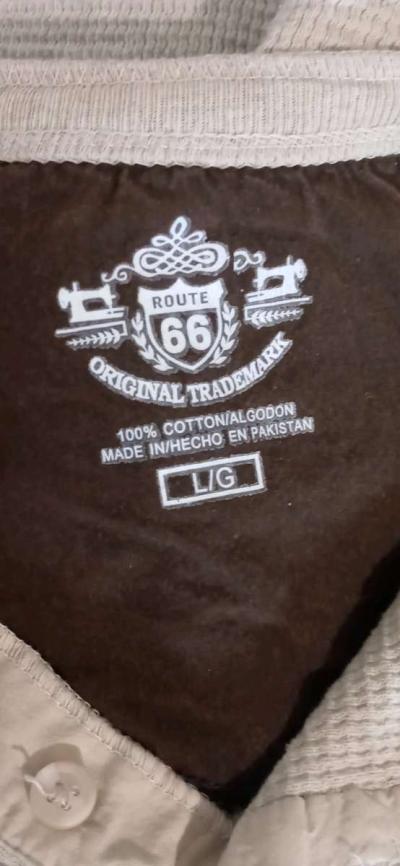 ROUTE
66
ORIGINAL TRADEMARK
100% COTTON/ALGODON
MADE IN/HECHO EN PAKISTAN
L/G